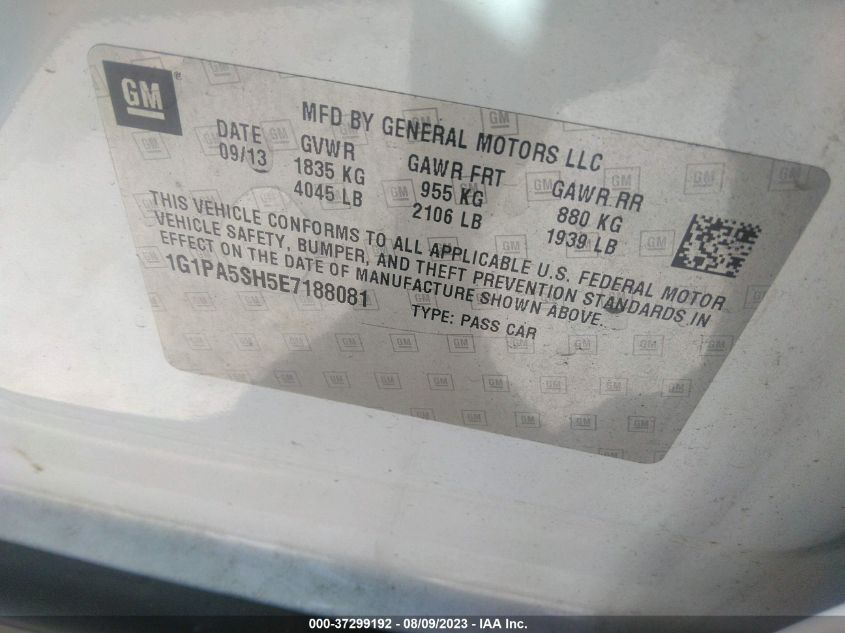 GM
MFD BY GENERAL MOTORS LLC
DATE GVWR GAWR FRT GAWR RR
09/13 1835 KG 955 KG 880 KG
4045 LB 2106 LB 1939 LB
THIS VEHICLE CONFORMS TO ALL APPLICABLE U.S. FEDERAL MOTOR
VEHICLE SAFETY, BUMPER, AND THEFT PREVENTION STANDARDS IN
EFFECT ON THE DATE OF MANUFACTURE SHOWN ABOVE.
1G1PA5SH5E7188081 TYPE: PASS CAR
000-37299192 - 08/09/2023 - IAA Inc.